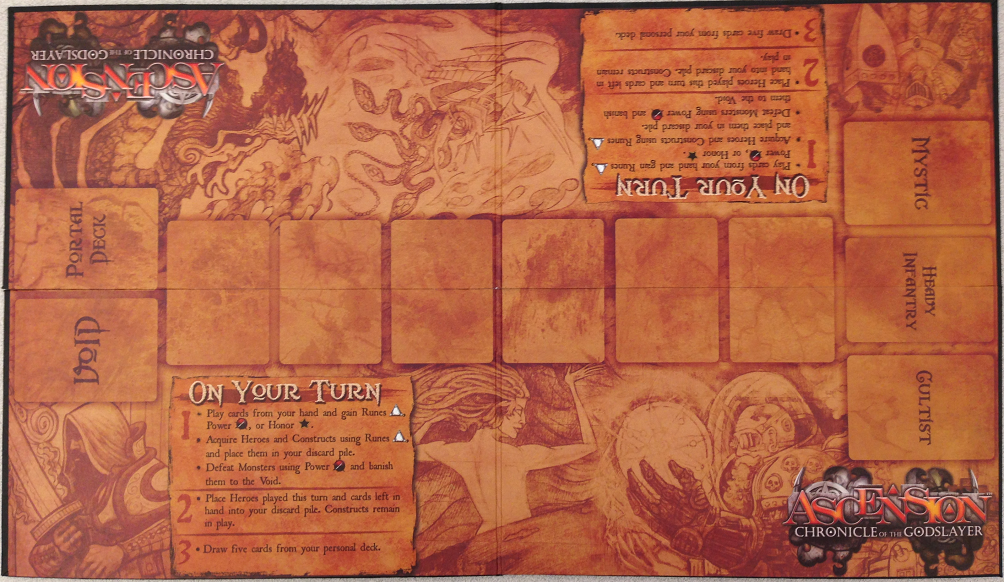 ASCENSION
CHRONICLE OF THE GODSLAYER
3 • Draw five cards from your personal deck.
2 • Place Heroes played this turn and cards left in
hand into your discard pile. Constructs remain
in play.
• Defeat Monsters using Power and banish
them to the Void.
• Acquire Heroes and Constructs using Runes ,
and place them in your discard pile.
1 • Play cards from your hand and gain Runes ,
Power , or Honor ★.
ON YOUR TURN
MYSTIC
PORTAL
DECK
HEAVY
INFANTRY
VOID
CULTIST
ON YOUR TURN
1 • Play cards from your hand and gain Runes ,
Power , or Honor ★.
• Acquire Heroes and Constructs using Runes ,
and place them in your discard pile.
• Defeat Monsters using Power and banish
them to the Void.
2 • Place Heroes played this turn and cards left in
hand into your discard pile. Constructs remain
in play.
3 • Draw five cards from your personal deck.
ASCENSION
CHRONICLE OF THE GODSLAYER